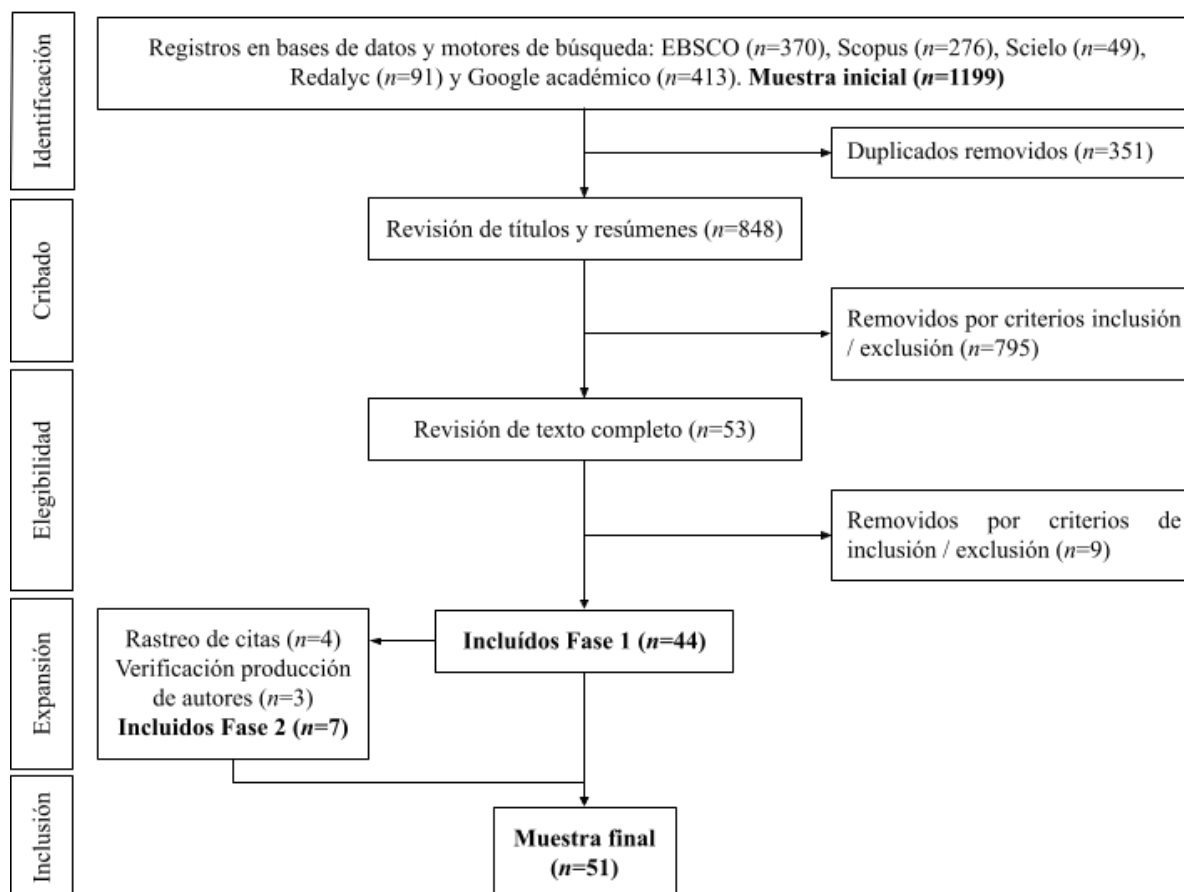 Identificación
Registros en bases de datos y motores de búsqueda: EBSCO (n=370), Scopus (n=276), Scielo (n=49),
Redalyc (n=91) y Google académico (n=413). Muestra inicial (n=1199)
Duplicados removidos (n=351)
Cribado
Revisión de títulos y resúmenes (n=848)
Removidos por criterios inclusión
/ exclusión (n=795)
Elegibilidad
Revisión de texto completo (n=53)
Removidos por criterios de
inclusión / exclusión (n=9)
Expansión
Rastreo de citas (n=4)
Verificación producción
de autores (n=3)
Incluidos Fase 2 (n=7)
Incluídos Fase 1 (n=44)
Inclusión
Muestra final
(n=51)